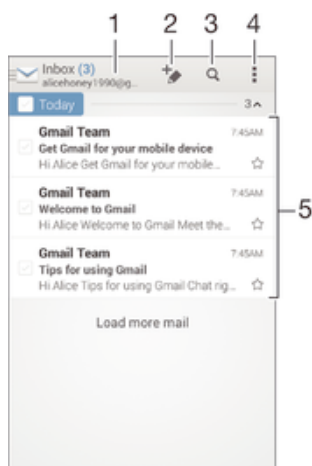 1 2 3 4
Inbox (3)
alicehoney1990@g...
Today 3
Gmail Team 7:45AM
Get Gmail for your mobile device
Hi Alice Get Gmail for your mobile...
Gmail Team 7:45AM
Welcome to Gmail
Hi Alice Welcome to Gmail Meet the...
5
Gmail Team 7:45AM
Tips for using Gmail
Hi Alice Tips for using Gmail Chat rig...
Load more mail